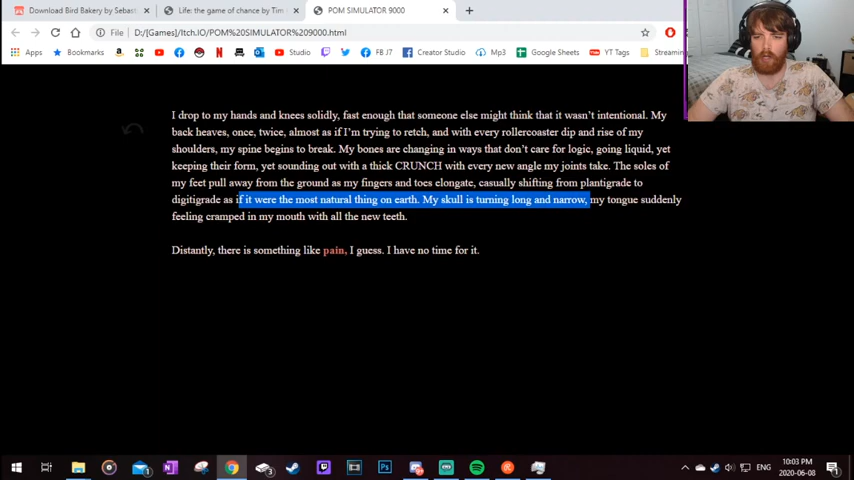 Download Bird Bakery by Sebast
Life: the game of chance by Tim
POM SIMULATOR 9000
File
D:/[Games]/Itch.IO/POM%20SIMULATOR%209000.html
Bookmarks
Studio
FB J7
Creator Studio
Google Sheets
Mp3
Streaming
I drop to my hands and knees solidly, fast enough that someone else might think that it wasn't intentional. My
back heaves, once, twice, almost as if I'm trying to retch, and with every rollercoaster dip and rise of my
shoulders, my spine begins to break. My bones are changing in ways that don't care for logic, going liquid, yet
keeping their form, yet sounding out with a thick CRUNCH with every new angle my joints take. The soles of
my feet pull away from the ground as my fingers and toes elongate, casually shifting from plantigrade to
digitigrade as if it were the most natural thing on earth. My skull is turning long and narrow, my tongue suddenly
feeling cramped in my mouth with all the new teeth.
Distantly, there is something like pain, I guess. I have no time for it.
ENG
10:03 PM
2020-06-08